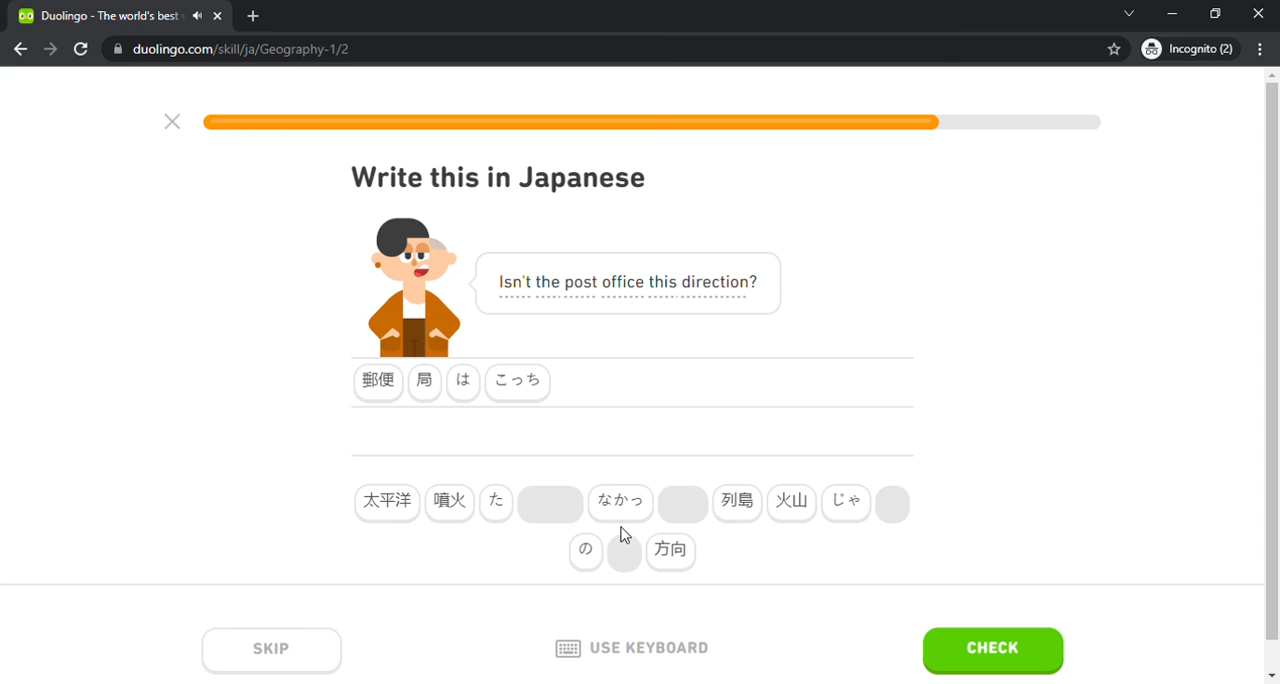 Duolingo - The world's best
duolingo.com/skill/ja/Geography-1/2
Incognito (2)
Write this in Japanese
Isn't the post office this direction?
郵便 局 は こっち
太平洋 噴火 た なかっ 列島 火山 じゃ
の 方向
SKIP
USE KEYBOARD
CHECK